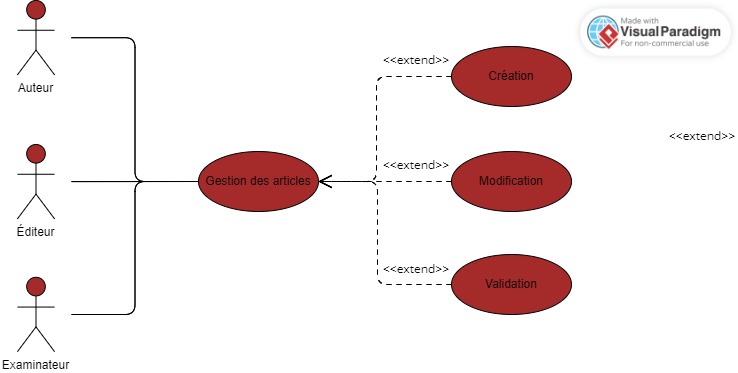 Made with
Visual Paradigm
For non-commercial use
Auteur
<<extend>>
Création
<<extend>>
Éditeur
Gestion des articles
<<extend>>
Modification
<<extend>>
Validation
Examinateur